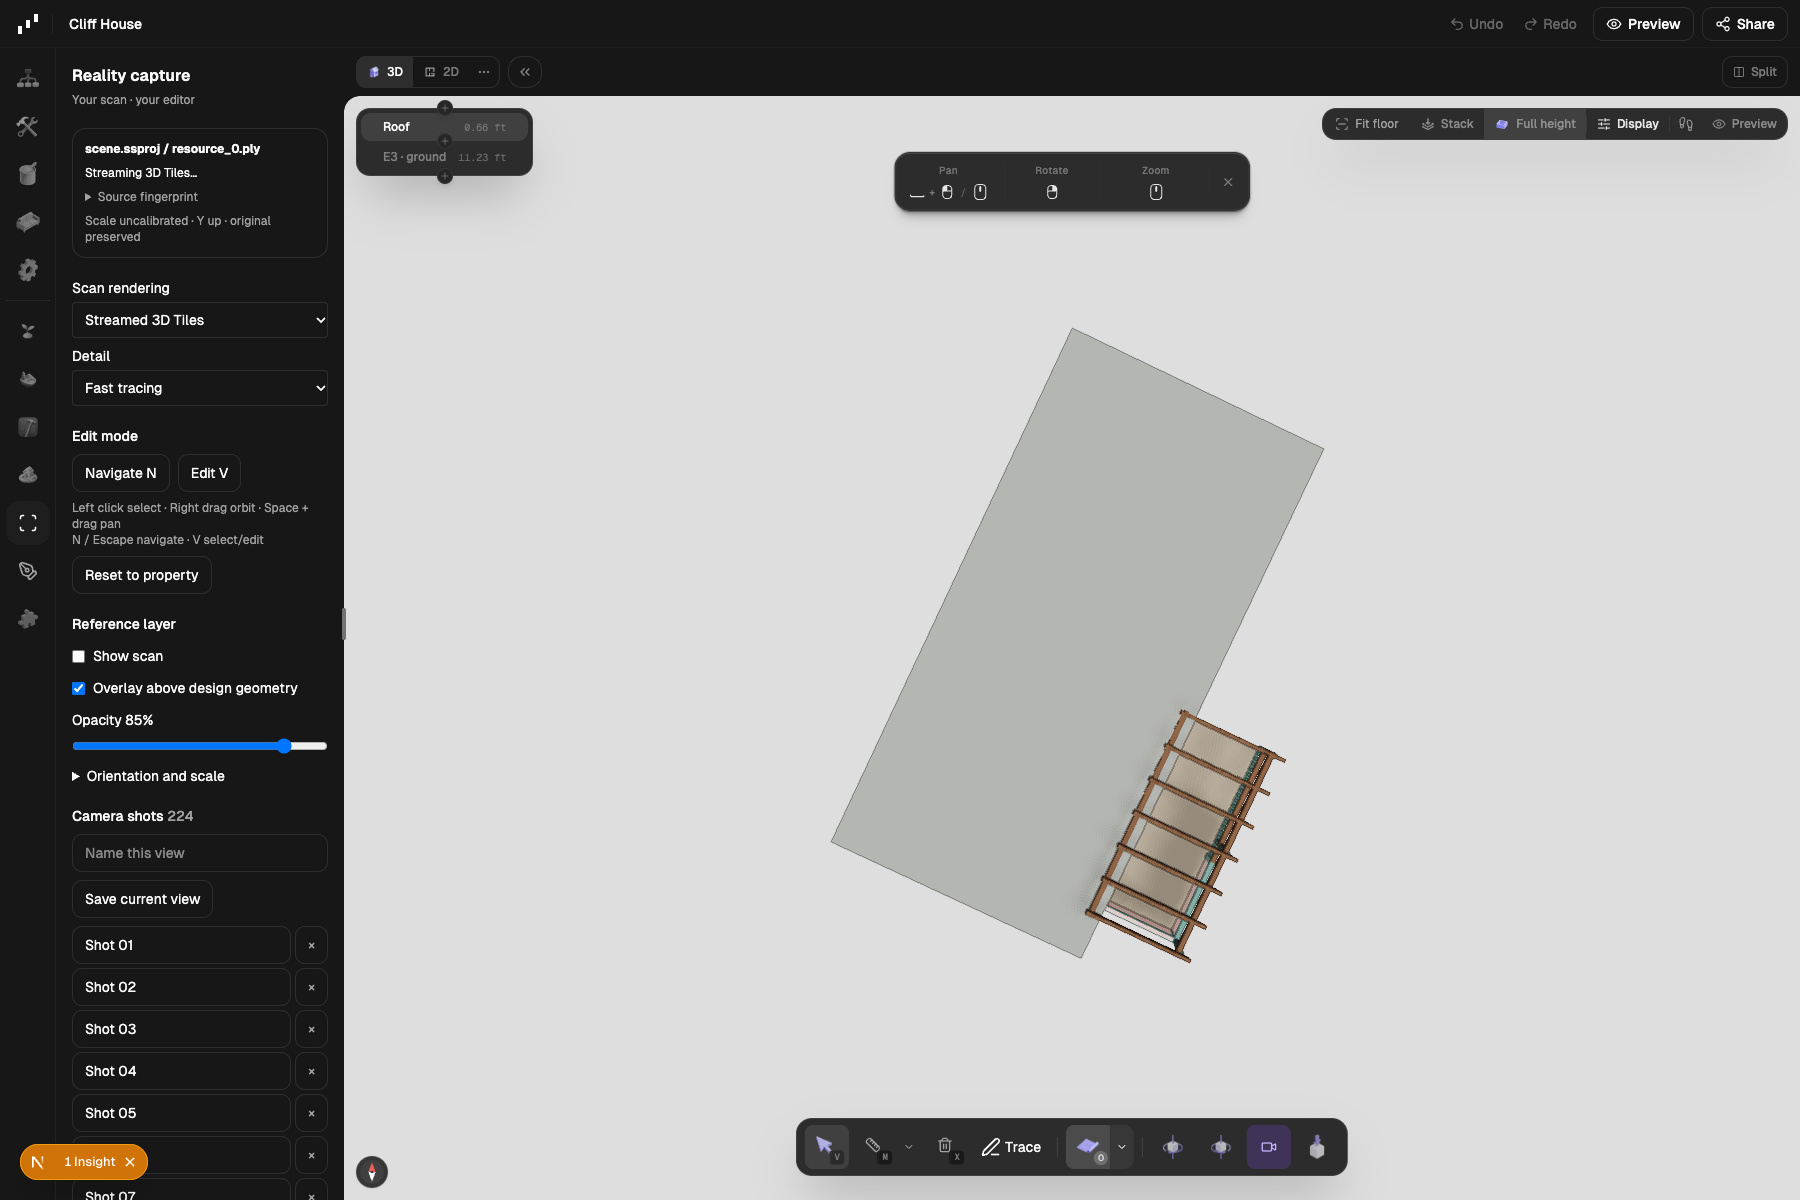 Cliff House
Undo
Redo
Preview
Share
Reality capture
Your scan · your editor
scene.ssproj / resource_0.ply
Streaming 3D Tiles…
Source fingerprint
Scale uncalibrated · Y up · original
preserved
Scan rendering
Streamed 3D Tiles
Detail
Fast tracing
Edit mode
Navigate N
Edit V
Left click select · Right drag orbit · Space +
drag pan
N / Escape navigate · V select/edit
Reset to property
Reference layer
Show scan
Overlay above design geometry
Opacity 85%
Orientation and scale
Camera shots 224
Name this view
Save current view
Shot 01 ×
Shot 02 ×
Shot 03 ×
Shot 04 ×
Shot 05 ×
×
Shot 07 ×
N 1 Insight
3D
2D
Split
Roof 0.66 ft
E3 · ground 11.23 ft
Pan Rotate Zoom
+ /
Fit floor
Stack
Full height
Display
Preview
V
M
X
Trace
0